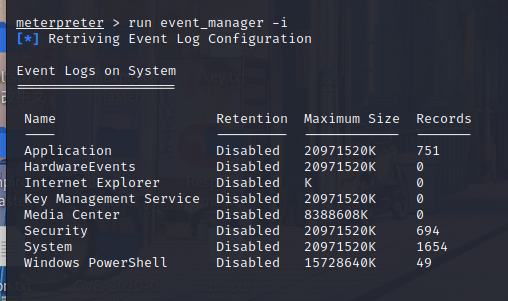 meterpreter > run event_manager -i
[*] Retriving Event Log Configuration
Event Logs on System
====================
Name Retention Maximum Size Records
---- --------- ------------ -------
Application Disabled 20971520K 751
HardwareEvents Disabled 20971520K 0
Internet Explorer Disabled K 0
Key Management Service Disabled 20971520K 0
Media Center Disabled 8388608K 0
Security Disabled 20971520K 694
System Disabled 20971520K 1654
Windows PowerShell Disabled 15728640K 49